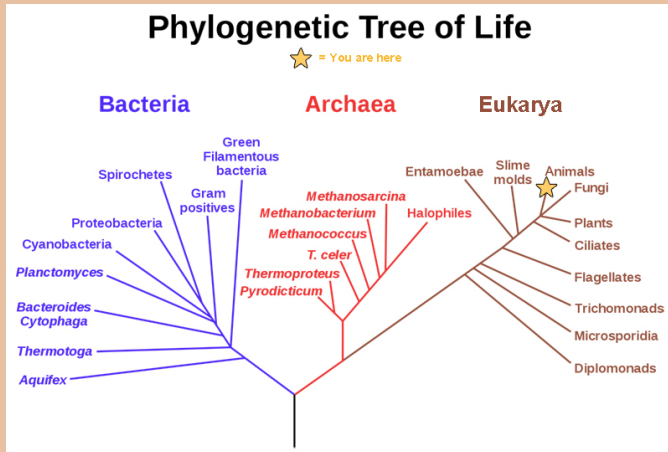 Phylogenetic Tree of Life
= You are here
Bacteria
Archaea
Eukarya
Green
Filamentous
bacteria
Spirochetes
Gram
positives
Proteobacteria
Cyanobacteria
Planctomyces
Bacteroides
Cytophaga
Thermotoga
Aquifex
Methanosarcina
Methanobacterium
Halophiles
Methanococcus
T. celer
Thermoproteus
Pyrodicticum
Entamoebae
Slime
molds
Animals
Fungi
Plants
Ciliates
Flagellates
Trichomonads
Microsporidia
Diplomonads